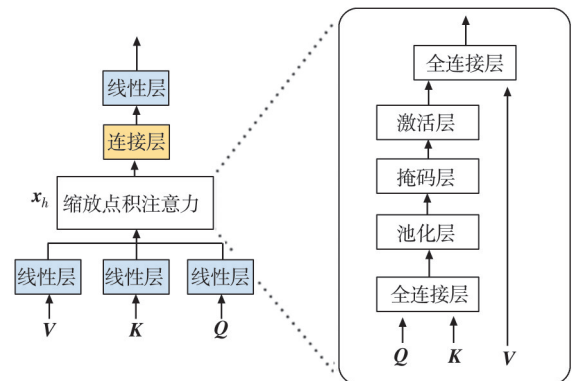 线性层
连接层
x_h
缩放点积注意力
线性层 线性层 线性层
V K Q
全连接层
激活层
掩码层
池化层
全连接层
Q K V